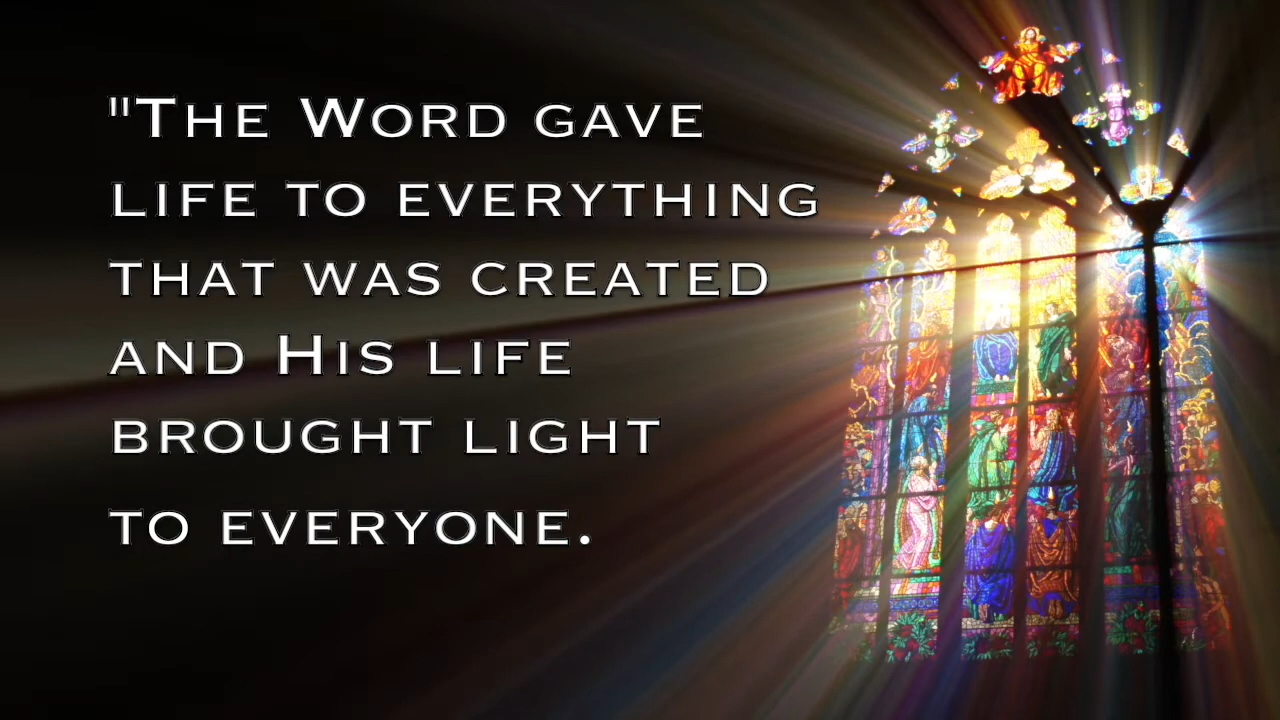 "The Word gave
life to everything
that was created
and His life
brought light
to everyone.